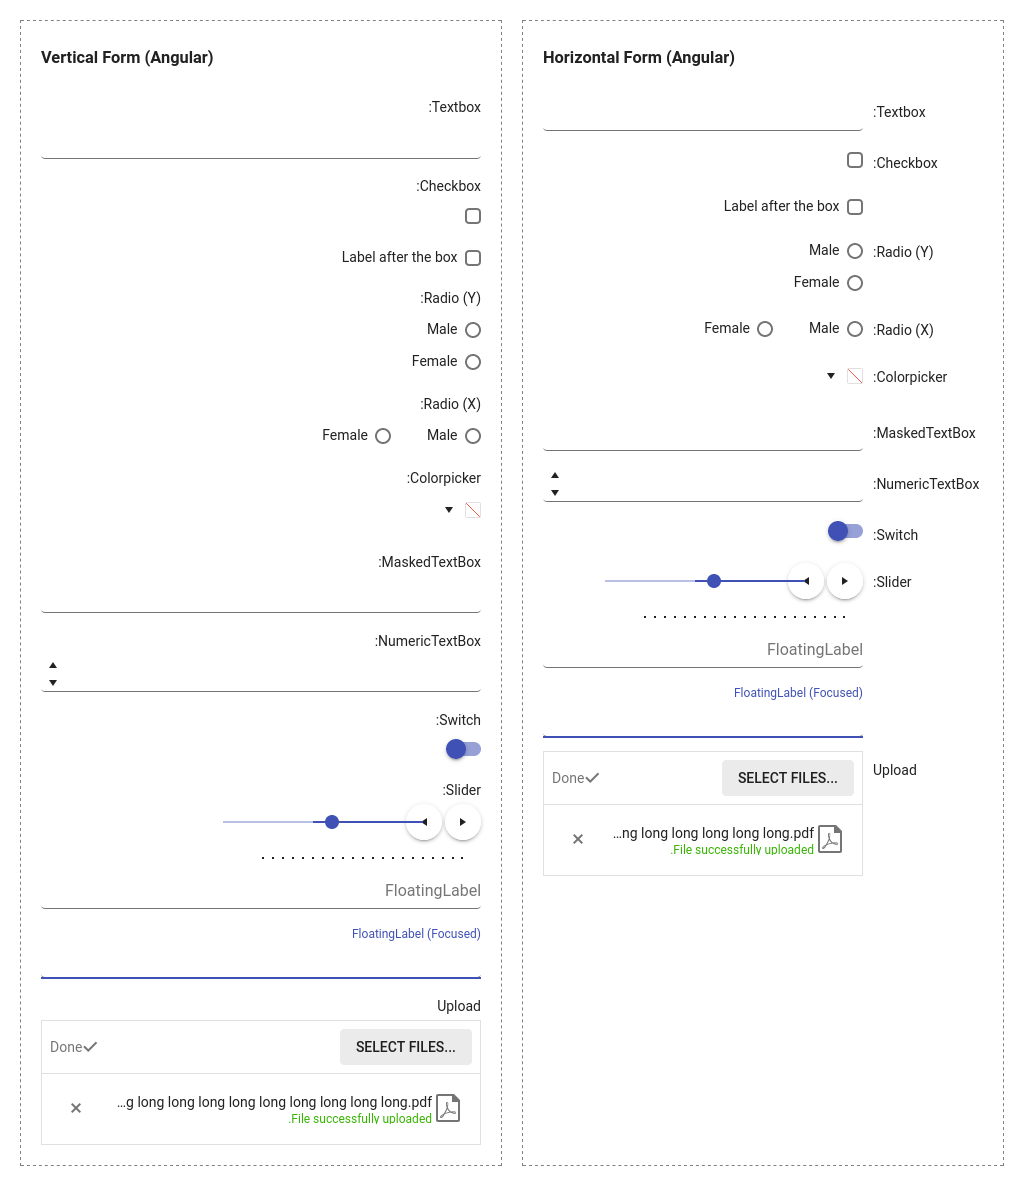 Vertical Form (Angular)
:Textbox
:Checkbox
Label after the box
:Radio (Y)
Male
Female
:Radio (X)
Female Male
:Colorpicker
:MaskedTextBox
:NumericTextBox
:Switch
:Slider
FloatingLabel
FloatingLabel (Focused)
Upload
Done SELECT FILES...
...g long long long long long long long long long.pdf
.File successfully uploaded
Horizontal Form (Angular)
:Textbox
:Checkbox
Label after the box
Male :Radio (Y)
Female
Female Male :Radio (X)
:Colorpicker
:MaskedTextBox
:NumericTextBox
:Switch
:Slider
FloatingLabel
FloatingLabel (Focused)
Done SELECT FILES... Upload
...ng long long long long long.pdf
.File successfully uploaded